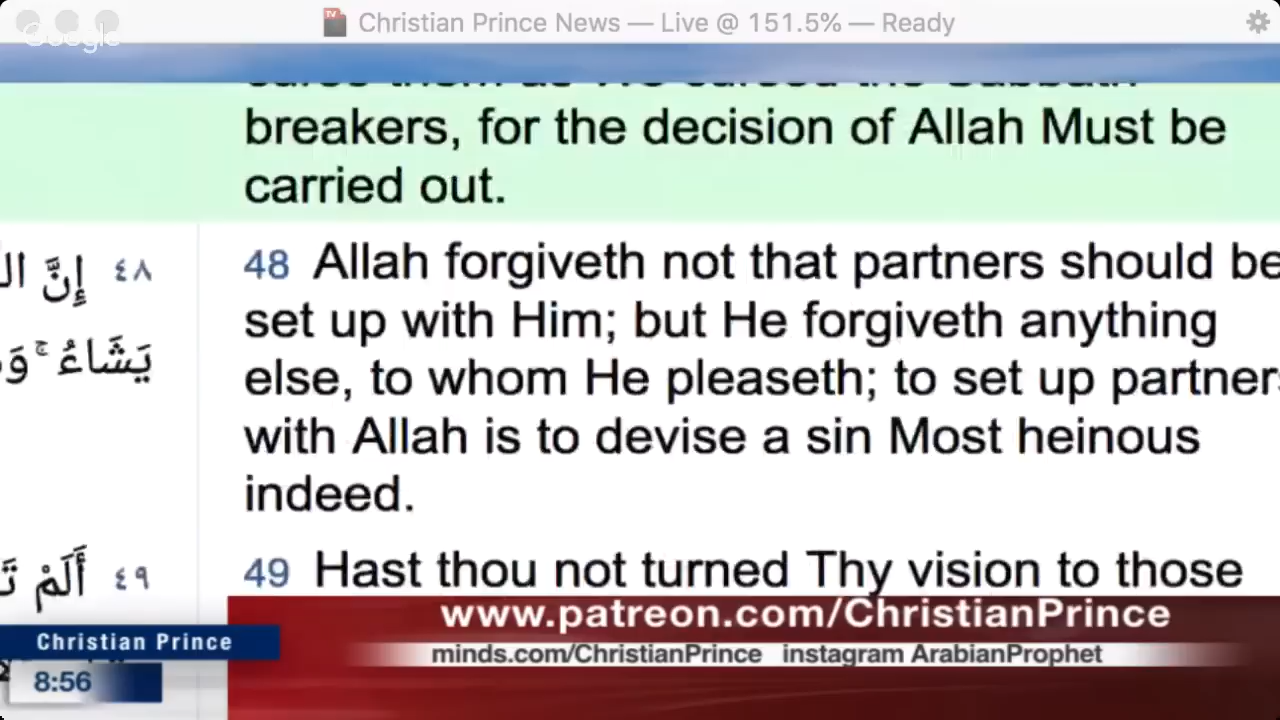 Christian Prince News — Live @ 151.5% — Ready
Google
breakers, for the decision of Allah Must be
carried out.
إِنَّ ٤٨
48 Allah forgiveth not that partners should be
set up with Him; but He forgiveth anything
يَشَاءُ ۚ
else, to whom He pleaseth; to set up partners
with Allah is to devise a sin Most heinous
indeed.
أَلَمْ ٤٩
49 Hast thou not turned Thy vision to those
www.patreon.com/ChristianPrince
Christian Prince
minds.com/ChristianPrince instagram ArabianProphet
8:56